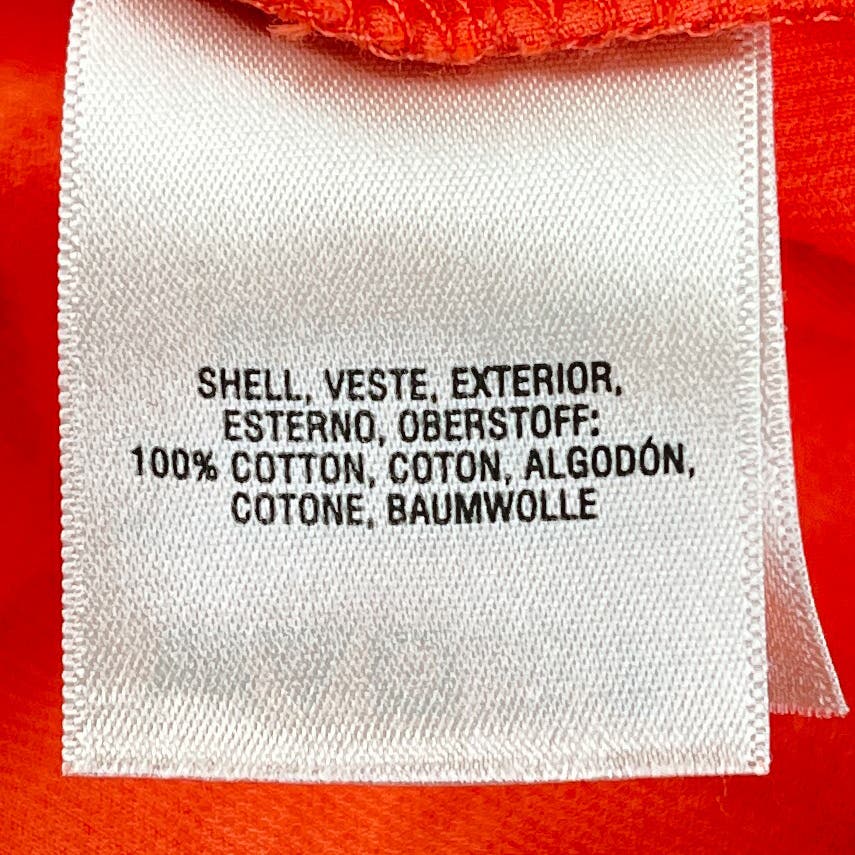 SHELL, VESTE, EXTERIOR,
ESTERNO, OBERSTOFF:
100% COTTON, COTON, ALGODÓN,
COTONE, BAUMWOLLE